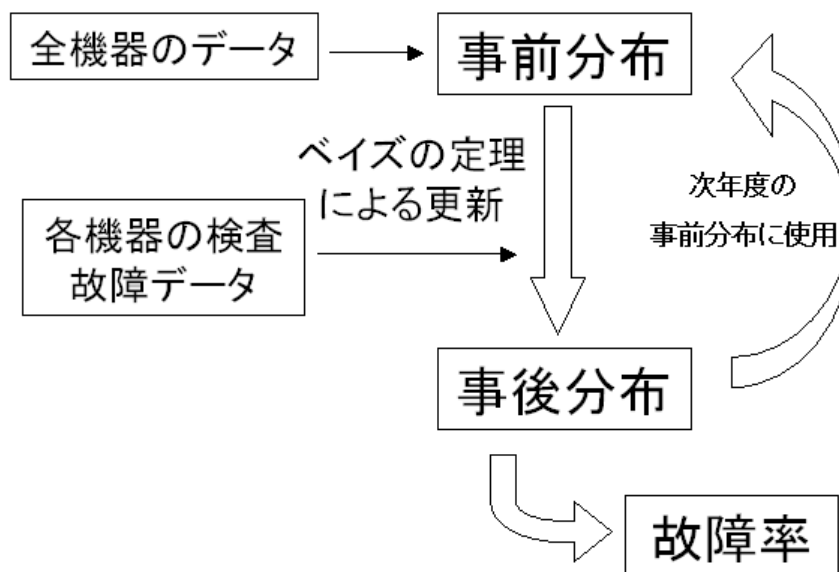 全機器のデータ
事前分布
ベイズの定理
による更新
次年度の
事前分布に使用
各機器の検査
故障データ
事後分布
故障率